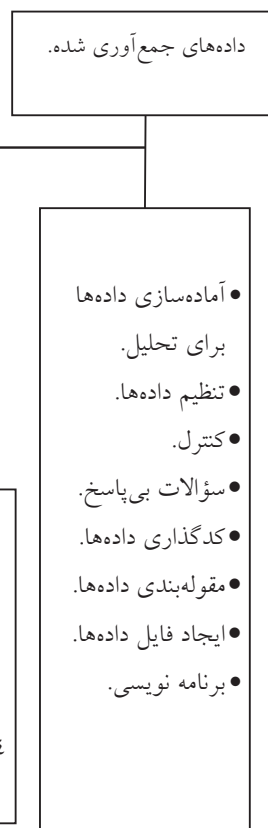 داده‌های جمع‌آوری شده.
• آماده‌سازی داده‌ها
برای تحلیل.
• تنظیم داده‌ها.
• کنترل.
• سؤالات بی‌پاسخ.
• کدگذاری داده‌ها.
• مقوله‌بندی داده‌ها.
• ایجاد فایل داده‌ها.
• برنامه نویسی.